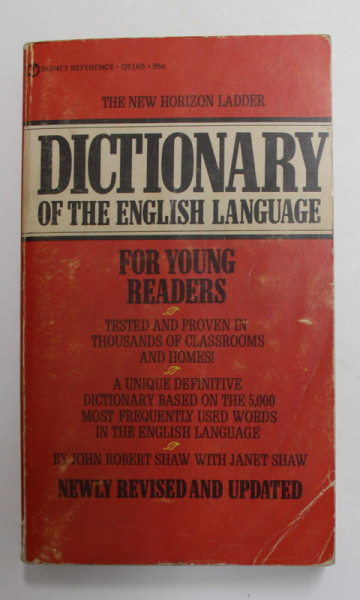 SIGNET REFERENCE • Q5165 • 95c
THE NEW HORIZON LADDER
DICTIONARY
OF THE ENGLISH LANGUAGE
FOR YOUNG
READERS
TESTED AND PROVEN IN
THOUSANDS OF CLASSROOMS
AND HOMES!
A UNIQUE DEFINITIVE
DICTIONARY BASED ON THE 5,000
MOST FREQUENTLY USED WORDS
IN THE ENGLISH LANGUAGE
BY JOHN ROBERT SHAW WITH JANET SHAW
NEWLY REVISED AND UPDATED